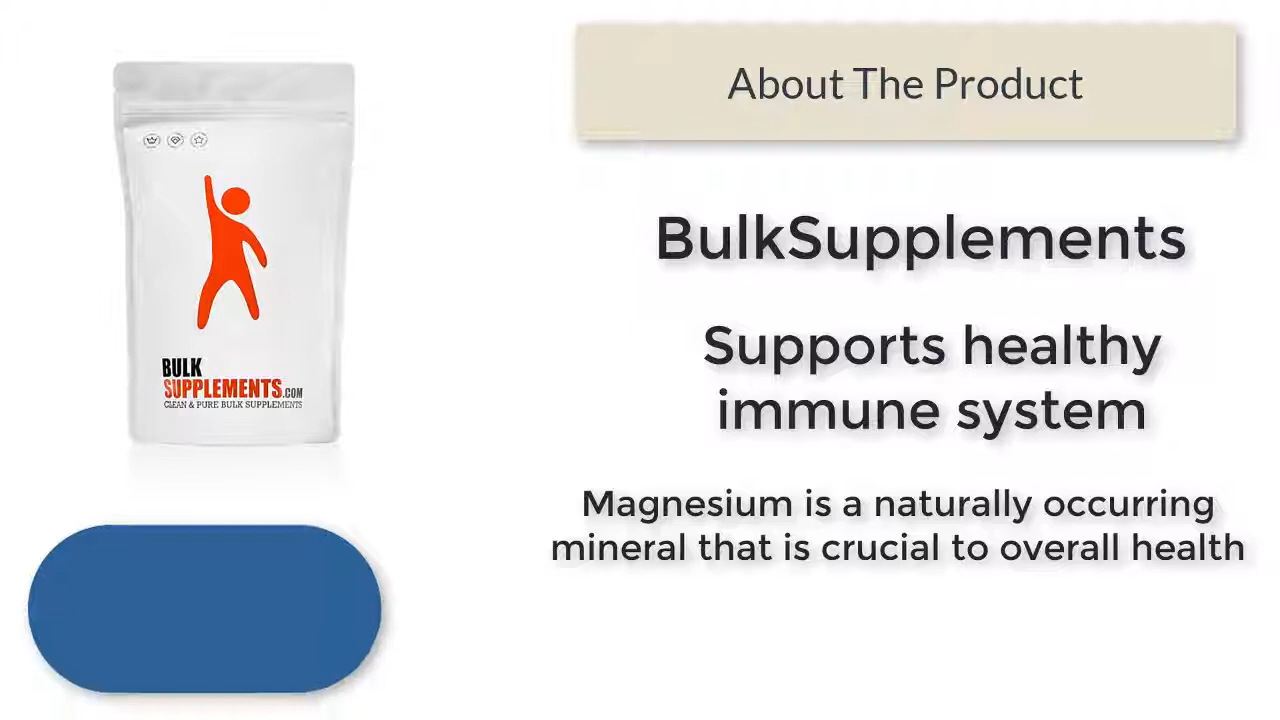 About The Product
BulkSupplements
Supports healthy
immune system
Magnesium is a naturally occurring
mineral that is crucial to overall health
BULK
SUPPLEMENTS.COM
CLEAN & PURE BULK SUPPLEMENTS